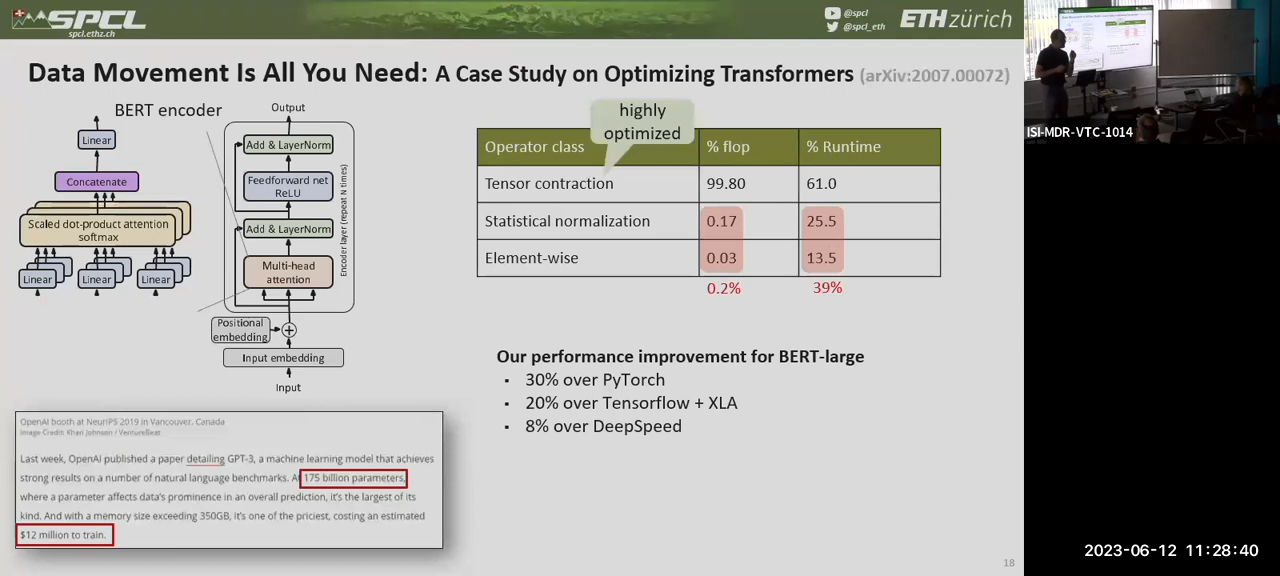 SPCL
spcl.ethz.ch
@spcl
@spcl_eth
ETH zürich
Data Movement Is All You Need: A Case Study on Optimizing Transformers (arXiv:2007.00072)
BERT encoder
Linear
Concatenate
Scaled dot-product attention
softmax
Linear
Linear
Linear
Output
Add & LayerNorm
Feedforward net
ReLU
Add & LayerNorm
Multi-head
attention
Encoder layer (repeat N times)
Positional
embedding
+
Input embedding
Input
highly
optimized
Operator class % flop % Runtime
Tensor contraction 99.80 61.0
Statistical normalization 0.17 25.5
Element-wise 0.03 13.5
0.2% 39%
Our performance improvement for BERT-large
▪ 30% over PyTorch
▪ 20% over Tensorflow + XLA
▪ 8% over DeepSpeed
OpenAI booth at NeurIPS 2019 in Vancouver, Canada
Image Credit: Khari Johnson / VentureBeat
Last week, OpenAI published a paper detailing GPT-3, a machine learning model that achieves
strong results on a number of natural language benchmarks. At 175 billion parameters,
where a parameter affects data's prominence in an overall prediction, it's the largest of its
kind. And with a memory size exceeding 350GB, it's one of the priciest, costing an estimated
$12 million to train.
18
ISI-MDR-VTC-1014
2023-06-12 11:28:40